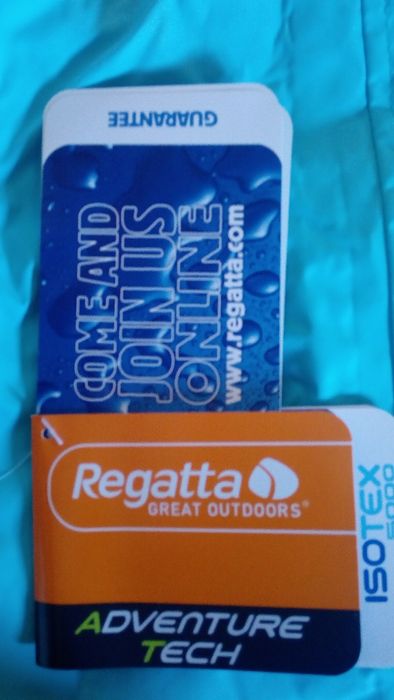 GUARANTEE
COME AND
JOIN US
ONLINE
www.regatta.com
Regatta
GREAT OUTDOORS®
ADVENTURE
TECH
ISOTEX
5000